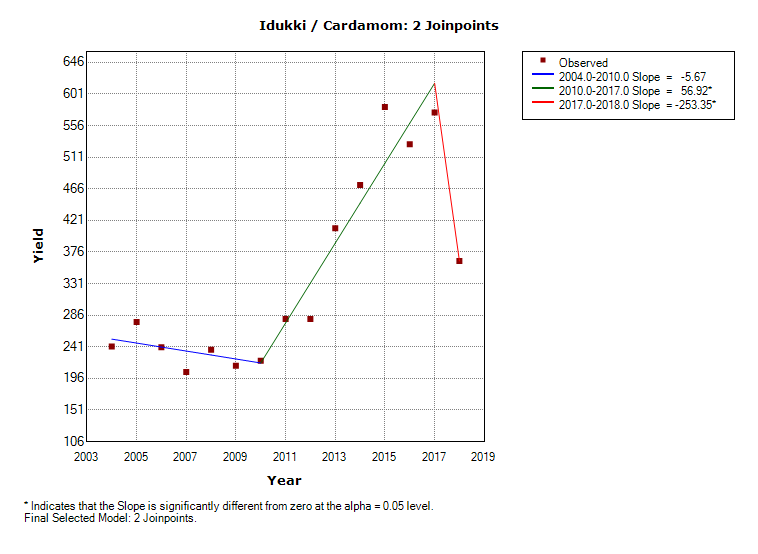 Idukki / Cardamom: 2 Joinpoints
Observed
2004.0-2010.0 Slope = -5.67
2010.0-2017.0 Slope = 56.92*
2017.0-2018.0 Slope = -253.35*
Yield
646
601
556
511
466
421
376
331
286
241
196
151
106
2003 2005 2007 2009 2011 2013 2015 2017 2019
Year
* Indicates that the Slope is significantly different from zero at the alpha = 0.05 level.
Final Selected Model: 2 Joinpoints.